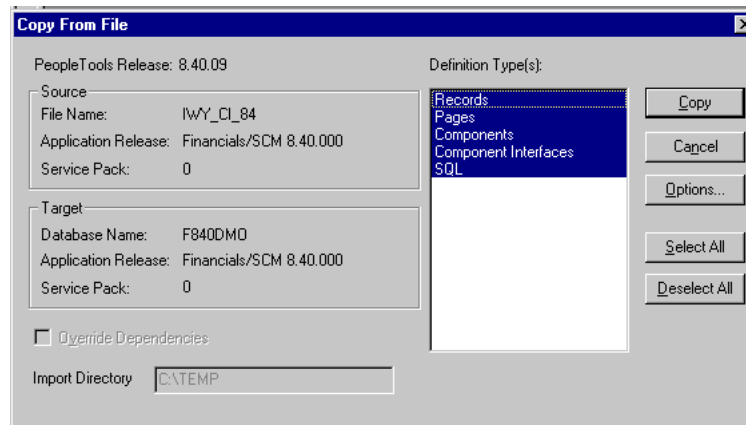 Copy From File
PeopleTools Release: 8.40.09
Source
File Name: IWY_CI_84
Application Release: Financials/SCM 8.40.000
Service Pack: 0
Target
Database Name: F840DMO
Application Release: Financials/SCM 8.40.000
Service Pack: 0
Override Dependencies
Import Directory C:\TEMP
Definition Type(s):
Records
Pages
Components
Component Interfaces
SQL
Copy
Cancel
Options...
Select All
Deselect All